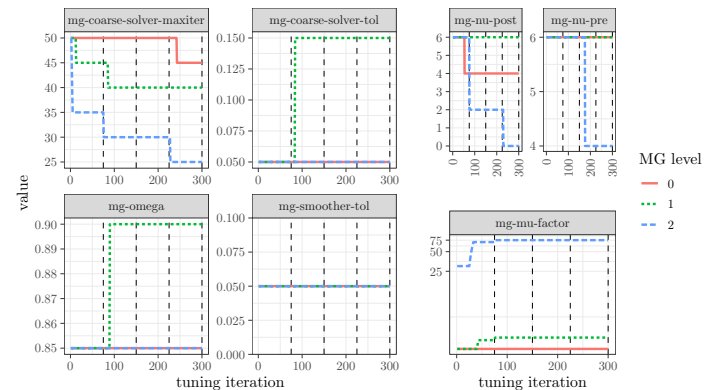 mg-coarse-solver-maxiter
50
45
40
35
30
25
0 100 200 300
mg-coarse-solver-tol
0.150
0.125
0.100
0.075
0.050
0 100 200 300
mg-nu-post
6
5
4
3
2
1
0
0 100 200 300
mg-nu-pre
6
5
4
0 100 200 300
value
mg-omega
0.90
0.89
0.88
0.87
0.86
0.85
0 100 200 300
mg-smoother-tol
0.100
0.075
0.050
0.025
0.000
0 100 200 300
mg-mu-factor
75
50
25
0 100 200 300
tuning iteration
tuning iteration
MG level
0
1
2